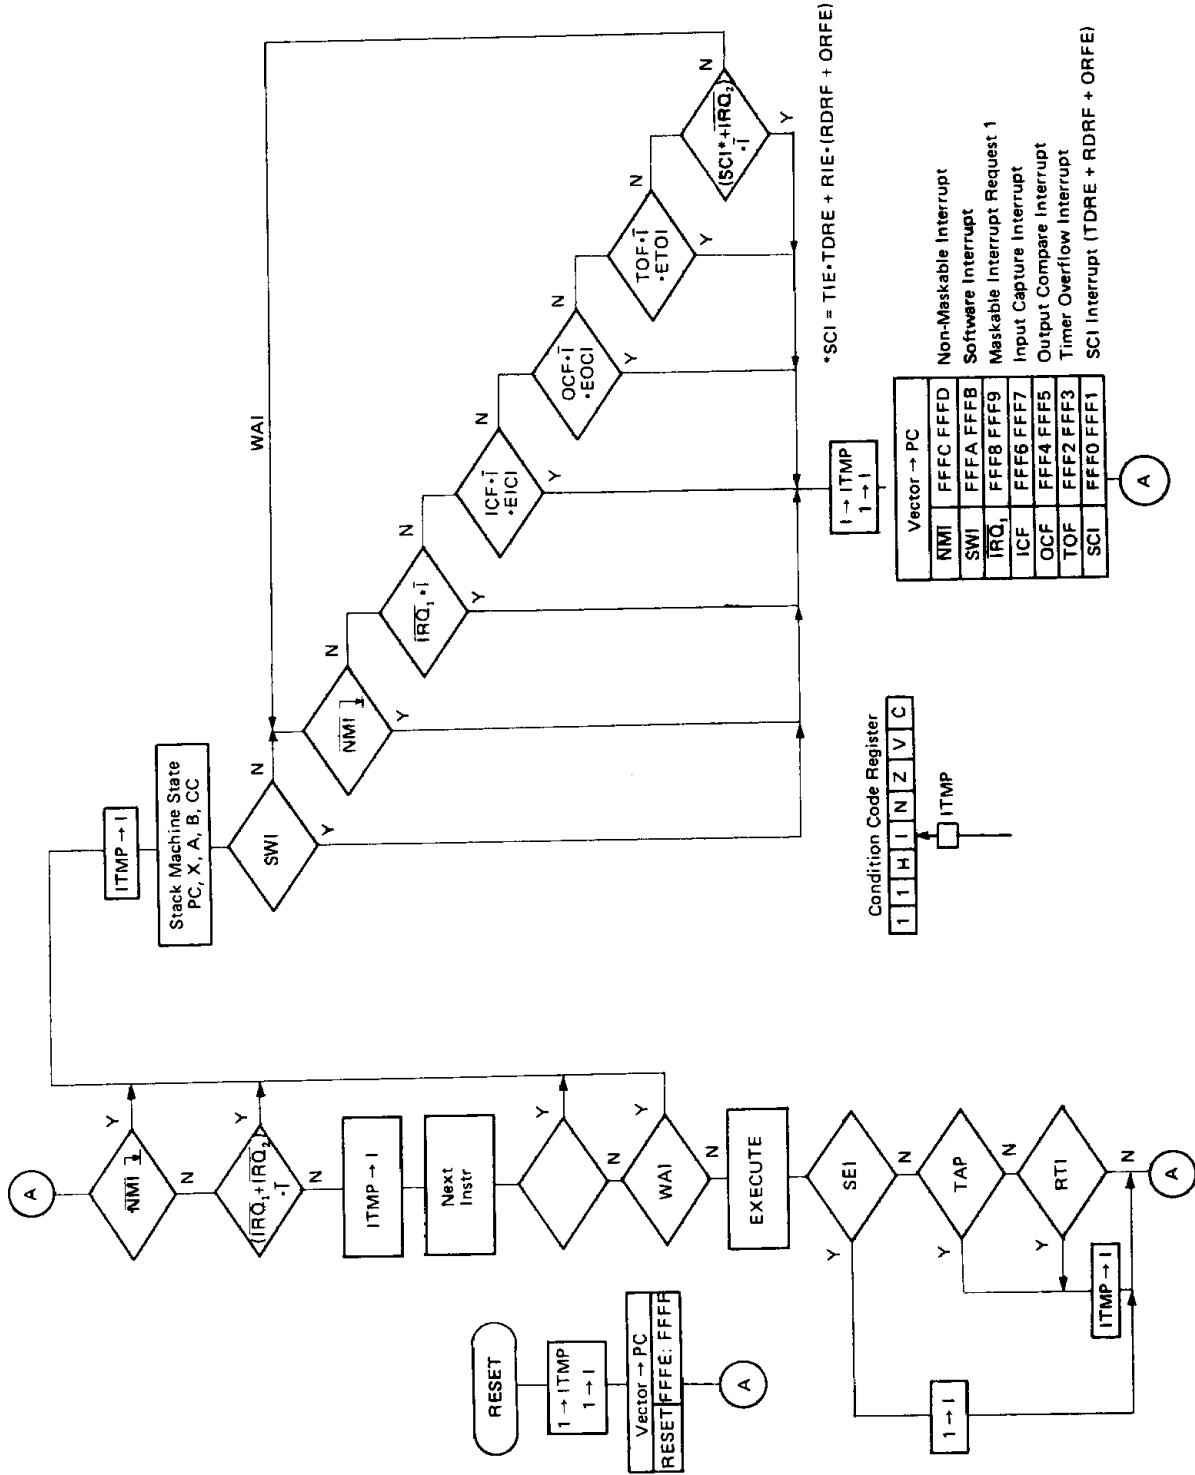 A
NMI
Y
N
(IRQ1+IRQ2)
•I
Y
N
ITMP → I
Next
Instr
Y
N
WAI
Y
N
EXECUTE
SEI
Y
N
TAP
Y
N
RTI
Y
N
ITMP → I
1 → I
A
RESET
1 → ITMP
1 → I
Vector → PC
RESET FFFE: FFFF
A
ITMP → I
Stack Machine State
PC, X, A, B, CC
SWI
N
Y
WAI
NMI
N
Y
IRQ1•I
N
Y
ICF•I
•EICI
N
Y
OCF•I
•EOCI
N
Y
TOF•I
•ETOI
N
Y
(SCI*+IRQ2)
•I
N
Y
*SCI = TIE•TDRE + RIE•(RDRF + ORFE)
I → ITMP
1 → I
Vector → PC
NMI FFFC FFFD Non-Maskable Interrupt
SWI FFFA FFFB Software Interrupt
IRQ1 FFF8 FFF9 Maskable Interrupt Request 1
ICF FFF6 FFF7 Input Capture Interrupt
OCF FFF4 FFF5 Output Compare Interrupt
TOF FFF2 FFF3 Timer Overflow Interrupt
SCI FFF0 FFF1 SCI Interrupt (TDRE + RDRF + ORFE)
A
Condition Code Register
1 1 H I N Z V C
ITMP